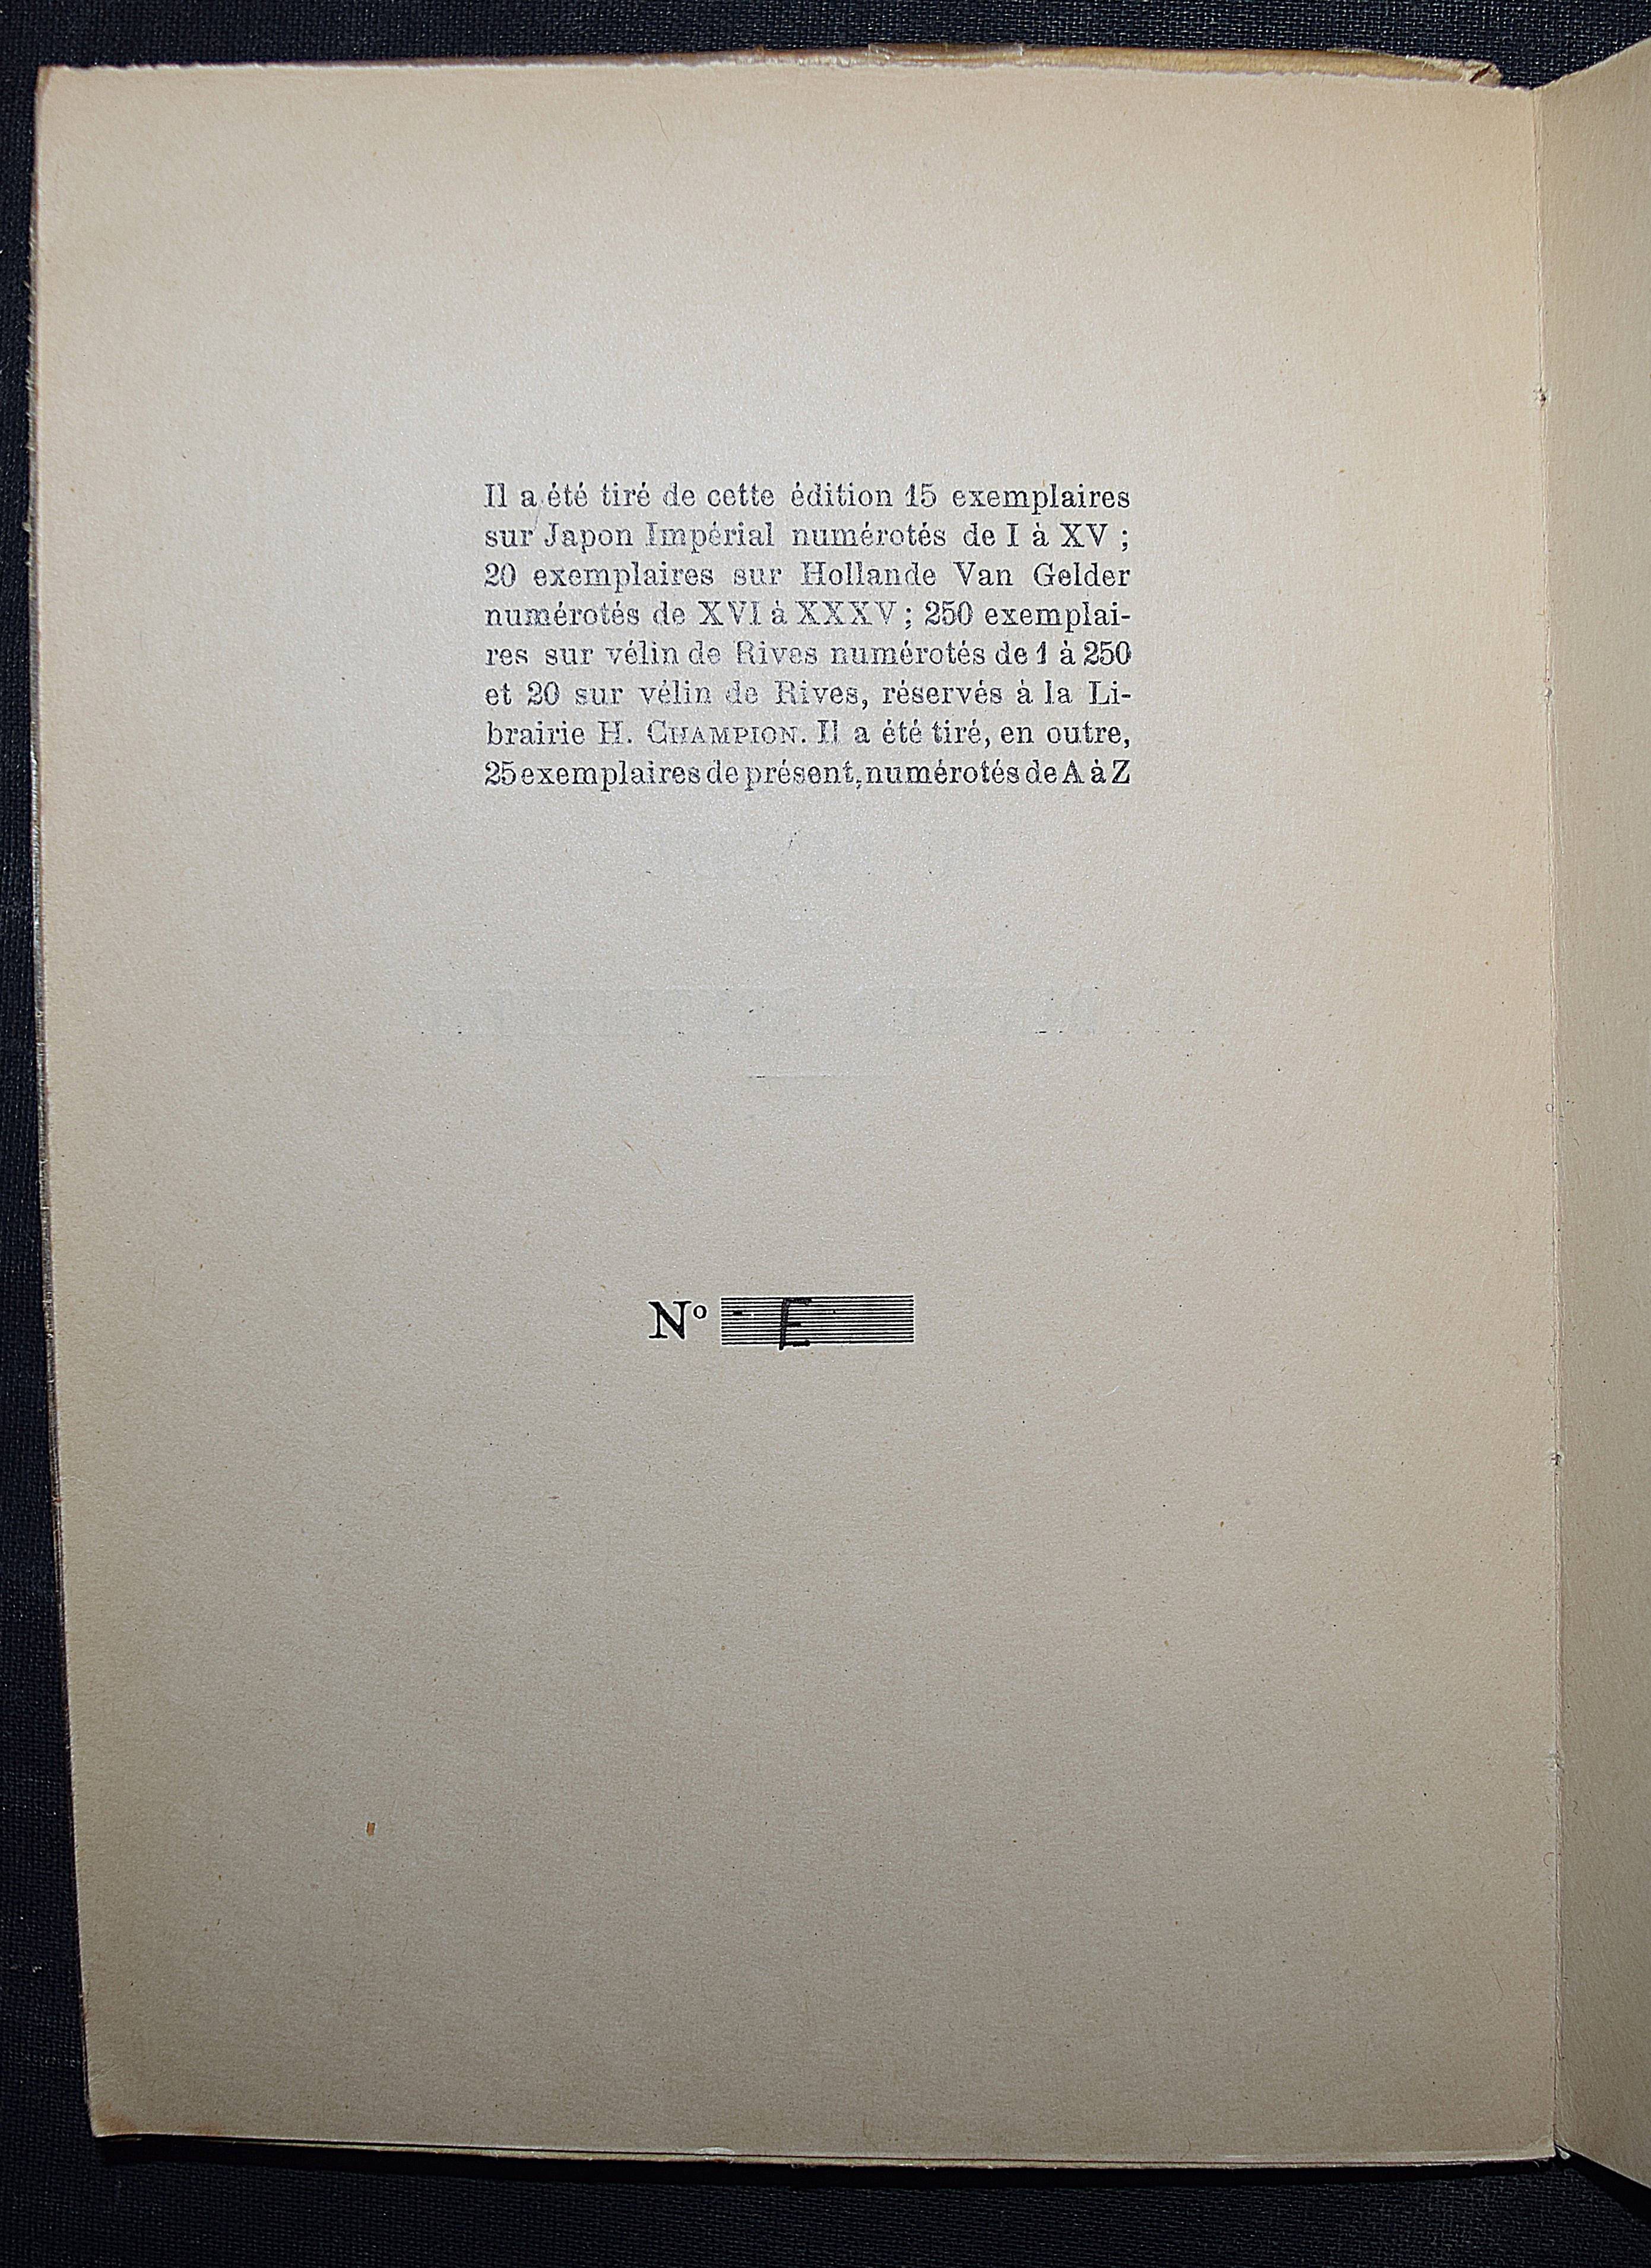 Il a été tiré de cette édition 15 exemplaires
sur Japon Impérial numérotés de I à XV ;
20 exemplaires sur Hollande Van Gelder
numérotés de XVI à XXXV ; 250 exemplai-
res sur vélin de Rives numérotés de 1 à 250
et 20 sur vélin de Rives, réservés à la Li-
brairie H. CHAMPION. Il a été tiré, en outre,
25 exemplaires de présent, numérotés de A à Z
Nº E